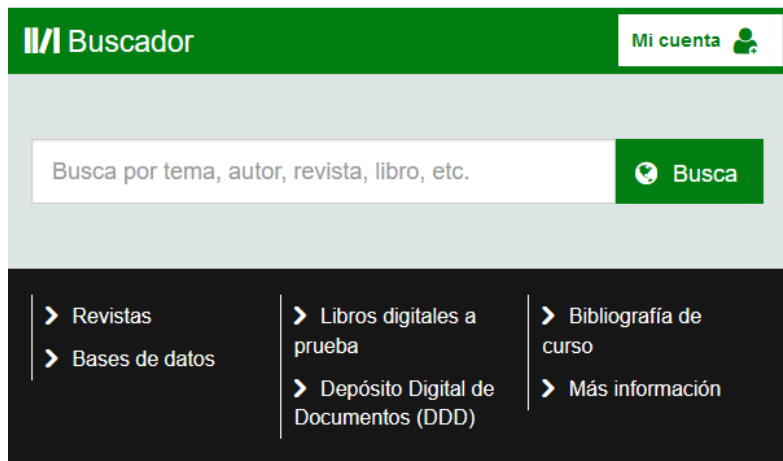 Buscador
Mi cuenta
Busca por tema, autor, revista, libro, etc.
Busca
Revistas
Bases de datos
Libros digitales a
prueba
Depósito Digital de
Documentos (DDD)
Bibliografía de
curso
Más información